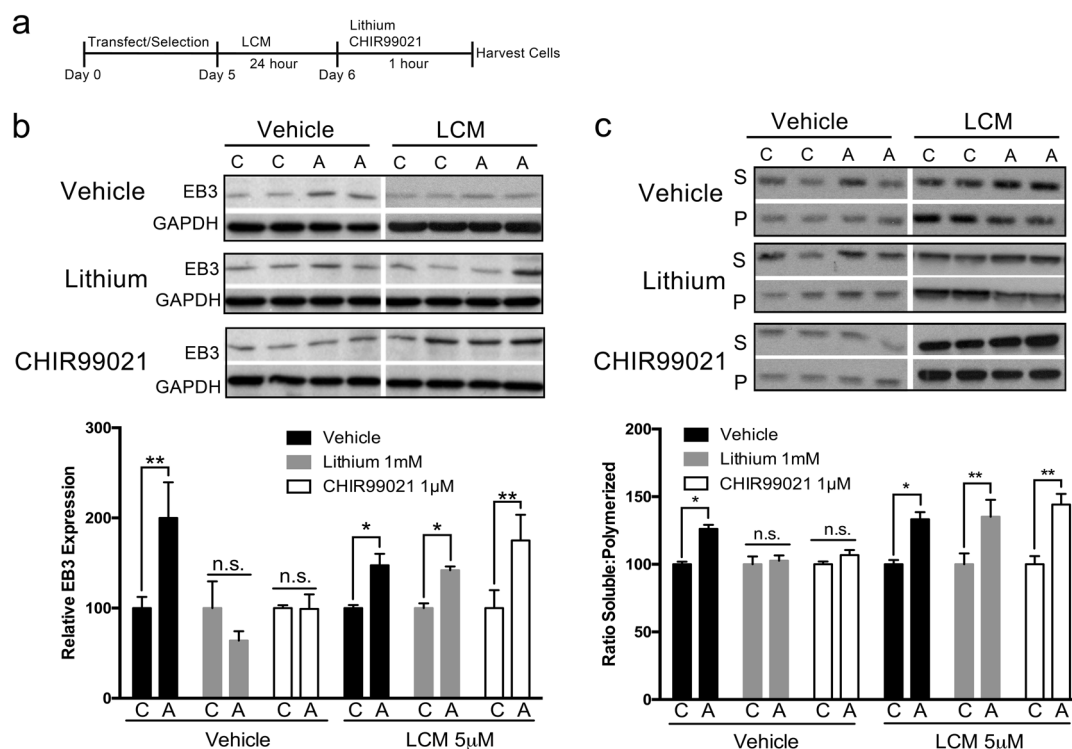 a
Transfect/Selection LCM Lithium
CHIR99021
24 hour 1 hour Harvest Cells
Day 0 Day 5 Day 6
b
Vehicle LCM
C C A A C C A A
Vehicle EB3
GAPDH
Lithium EB3
GAPDH
CHIR99021 EB3
GAPDH
300
200
100
0
Relative EB3 Expression
Vehicle
Lithium 1mM
CHIR99021 1µM
** n.s. n.s. * * **
C A C A C A C A C A C A
Vehicle LCM 5µM
c
Vehicle LCM
C C A A C C A A
Vehicle S
P
Lithium S
P
CHIR99021 S
P
200
150
100
50
0
Ratio Soluble:Polymerized
Vehicle
Lithium 1mM
CHIR99021 1µM
* n.s. n.s. * ** **
C A C A C A C A C A C A
Vehicle LCM 5µM